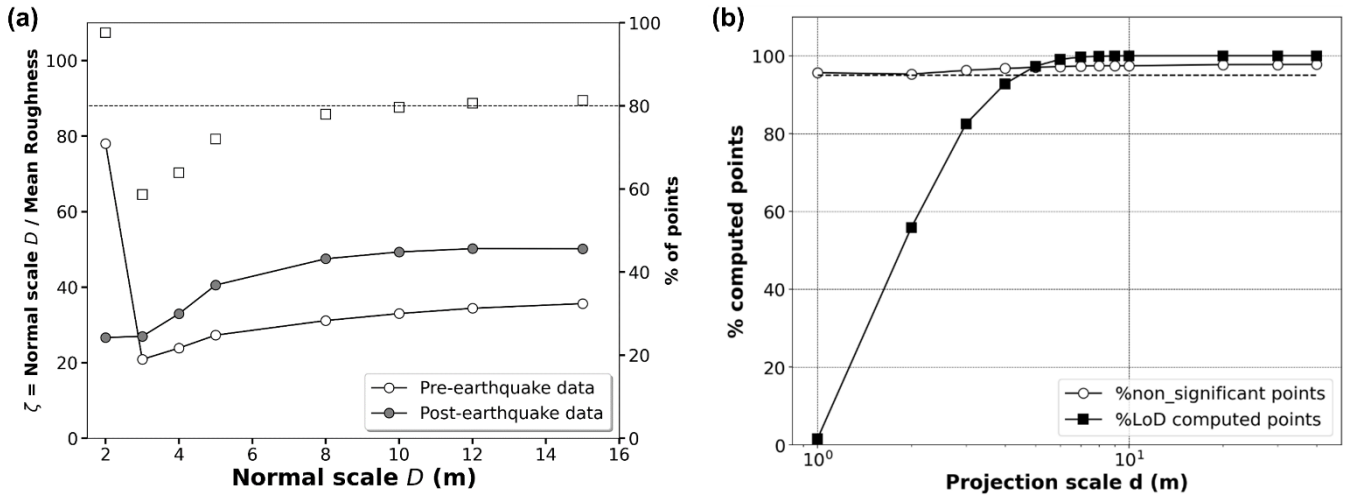 (a)
ζ = Normal scale D / Mean Roughness
100
80
60
40
20
0
100
80
60
40
20
0
% of points
Pre-earthquake data
Post-earthquake data
2 4 6 8 10 12 14 16
Normal scale D (m)
(b)
% computed points
100
80
60
40
20
0
%non_significant points
%LoD computed points
10⁰ 10¹
Projection scale d (m)